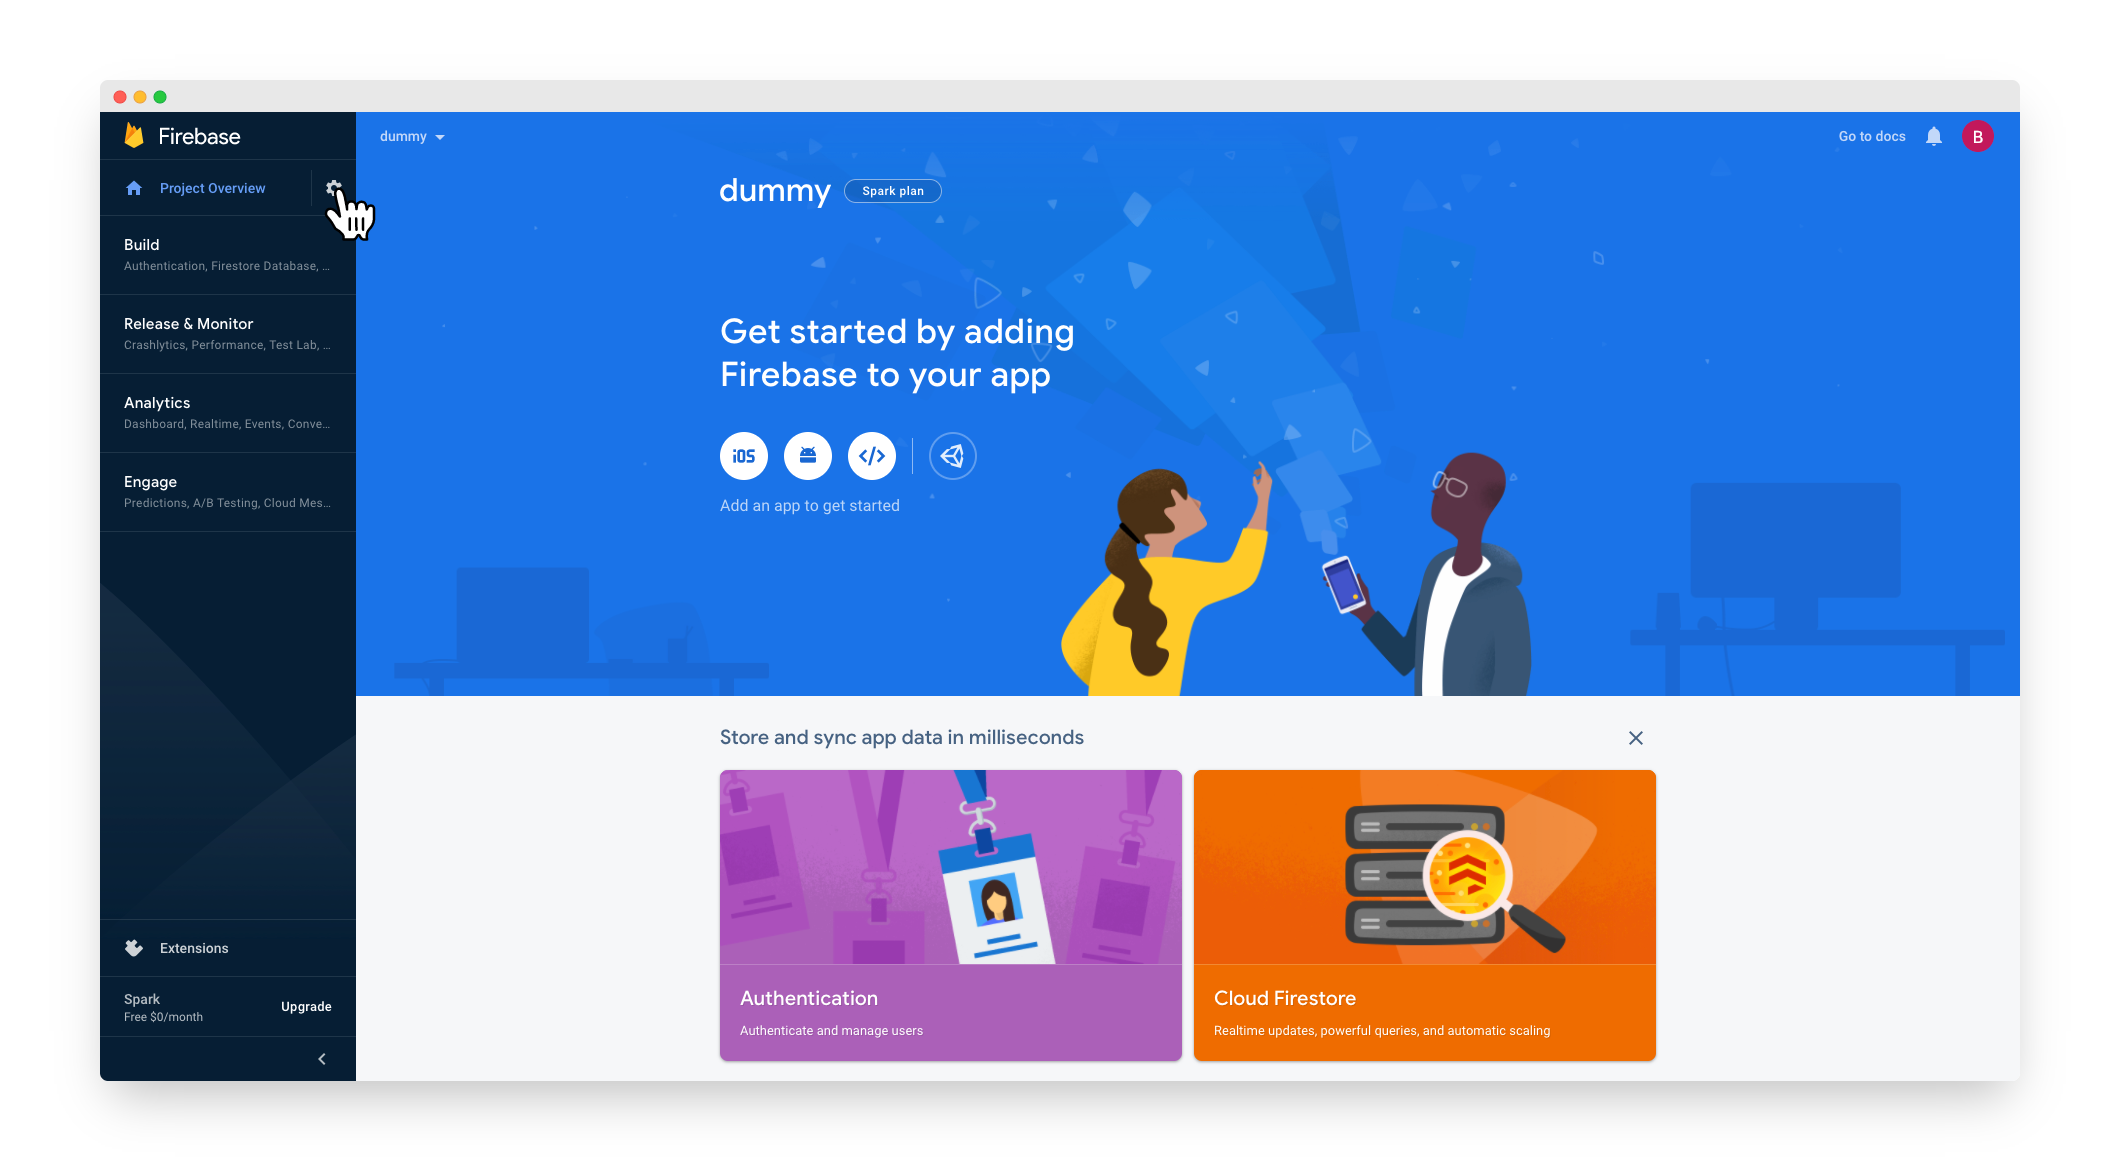 Firebase
Project Overview
Build
Authentication, Firestore Database, ...
Release & Monitor
Crashlytics, Performance, Test Lab, ...
Analytics
Dashboard, Realtime, Events, Conve...
Engage
Predictions, A/B Testing, Cloud Mes...
Extensions
Spark
Free $0/month
Upgrade
dummy
Go to docs
B
dummy
Spark plan
Get started by adding
Firebase to your app
iOS
</>
Add an app to get started
Store and sync app data in milliseconds
Authentication
Authenticate and manage users
Cloud Firestore
Realtime updates, powerful queries, and automatic scaling